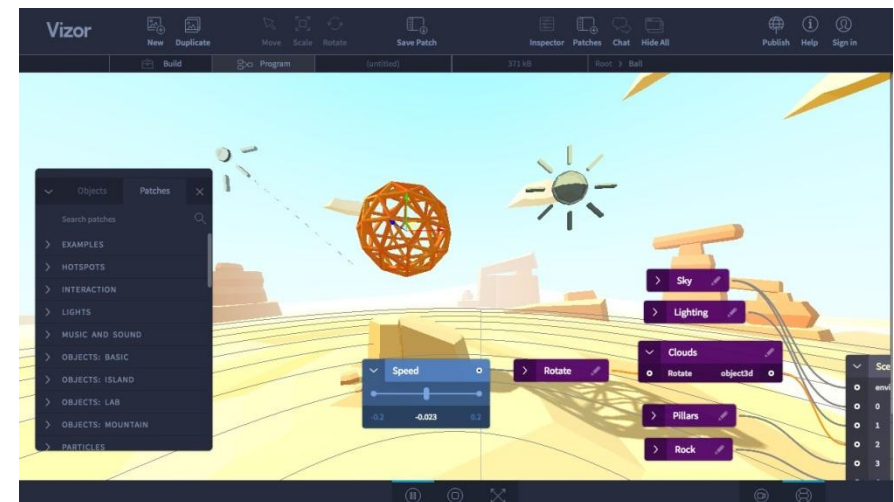 Vizor
New Duplicate Move Scale Rotate Save Patch Inspector Patches Chat Hide All Publish Help Sign in
Build Program (untitled) 371 kB Root > Ball
Objects Patches
Search patches
EXAMPLES
HOTSPOTS
INTERACTION
LIGHTS
MUSIC AND SOUND
OBJECTS: BASIC
OBJECTS: ISLAND
OBJECTS: LAB
OBJECTS: MOUNTAIN
PARTICLES
Speed
-0.2 -0.023 0.2
Rotate
Sky
Lighting
Clouds
Rotate object3d
Pillars
Rock
Sce
envi
0
1
2
3